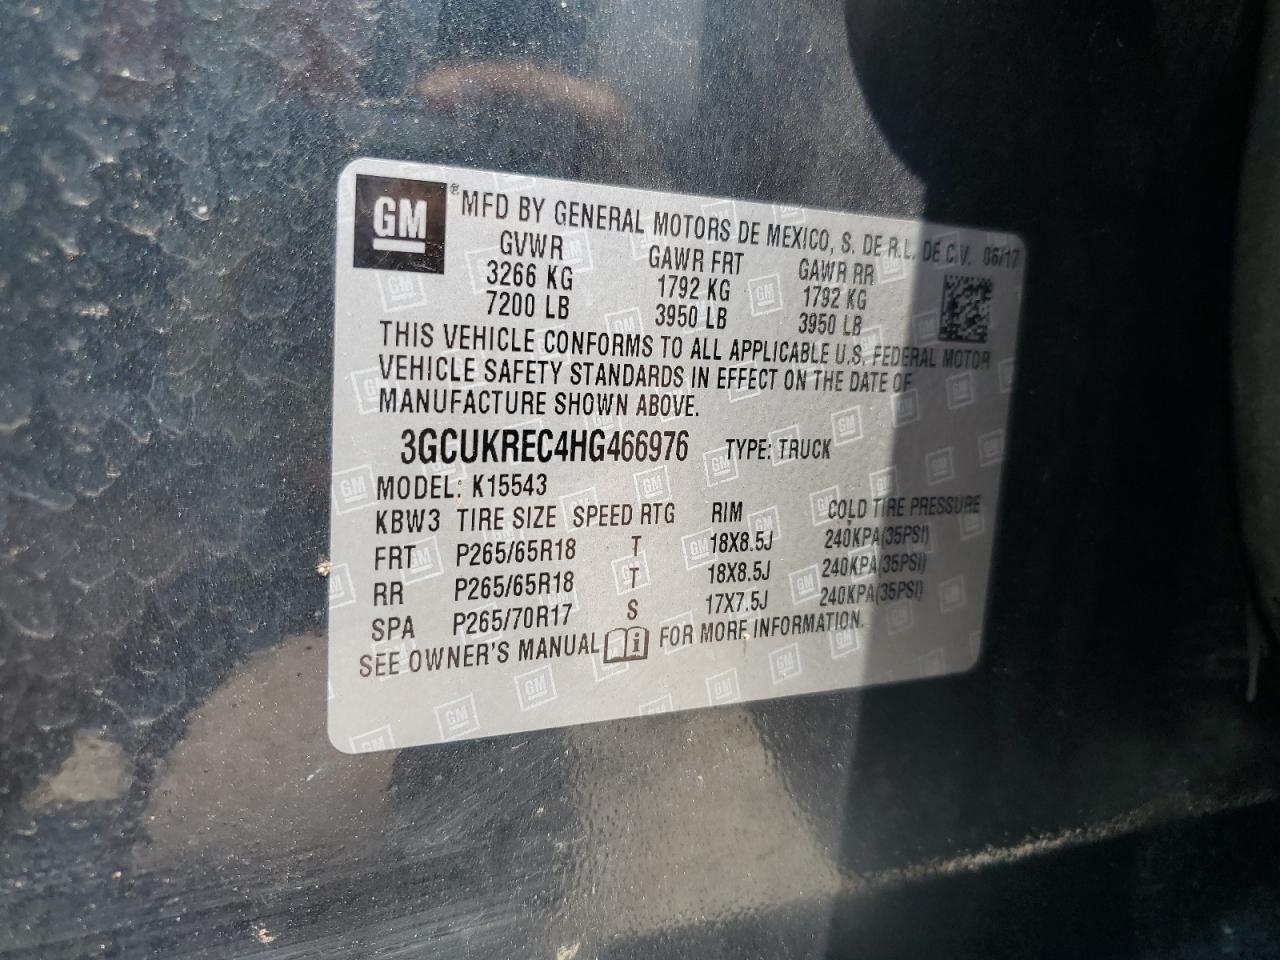 GM ® MFD BY GENERAL MOTORS DE MEXICO, S. DE R.L. DE C.V. 06/17
GVWR GAWR FRT GAWR RR
3266 KG 1792 KG 1792 KG
7200 LB 3950 LB 3950 LB
THIS VEHICLE CONFORMS TO ALL APPLICABLE U.S. FEDERAL MOTOR
VEHICLE SAFETY STANDARDS IN EFFECT ON THE DATE OF
MANUFACTURE SHOWN ABOVE.
3GCUKREC4HG466976 TYPE: TRUCK
MODEL: K15543
KBW3 TIRE SIZE SPEED RTG RIM COLD TIRE PRESSURE
FRT P265/65R18 T 18X8.5J 240KPA(35PSI)
RR P265/65R18 T 18X8.5J 240KPA(35PSI)
SPA P265/70R17 S 17X7.5J 240KPA(35PSI)
SEE OWNER'S MANUAL i FOR MORE INFORMATION.